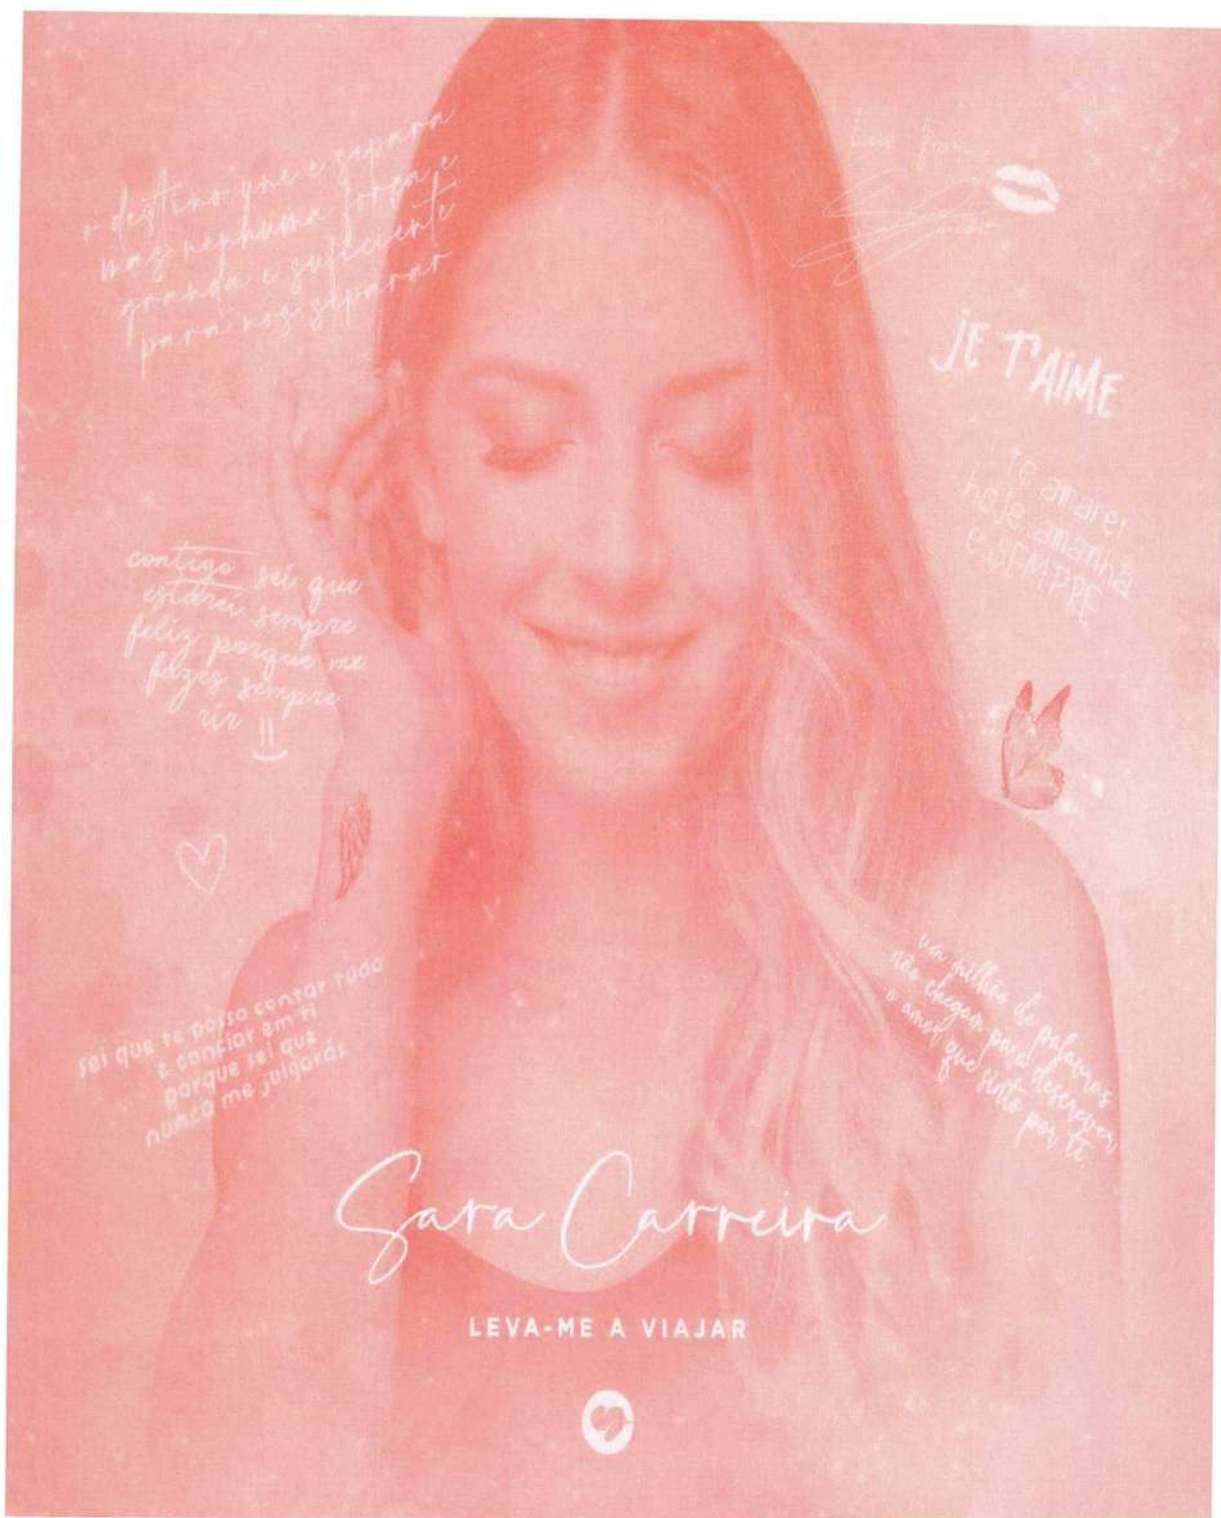 o destino une e separa
mas nenhuma força é
grande e suficiente
para nos separar
Love from
JE T'AIME
te amarei
hoje, amanhã
e SEMPRE
contigo sei que
estarei sempre
feliz porque me
fazes sempre
rir =)
sei que te posso contar tudo
e confiar em ti
porque sei que
nunca me julgarás
um milhão de palavras
não chegam para descrever
o amor que sinto por ti
Sara Carreira
LEVA-ME A VIAJAR